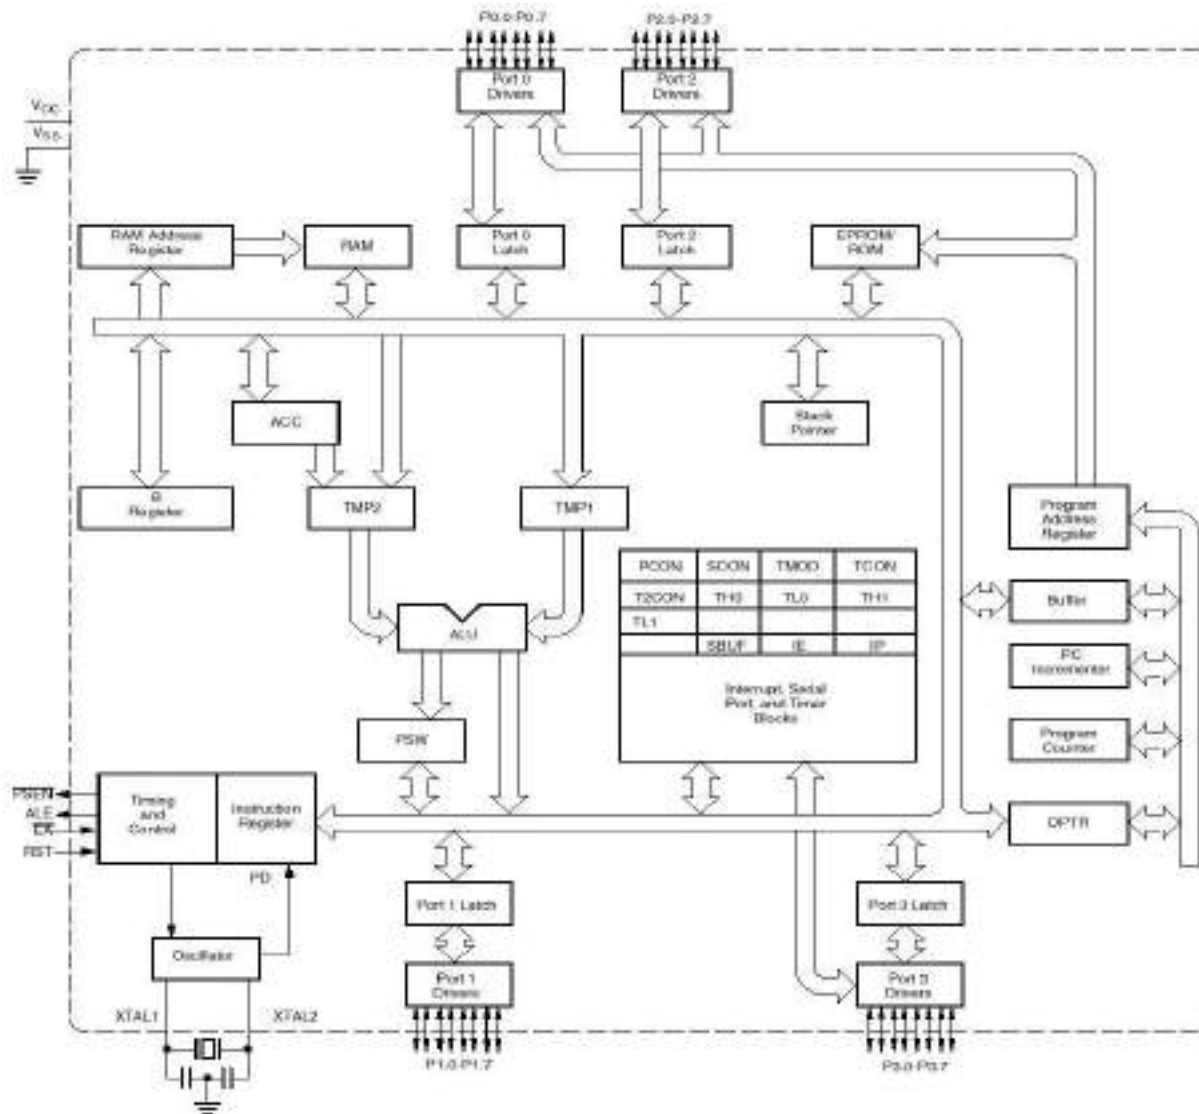 P0.0-P0.7
P2.0-P2.7
Port 0
Drivers
Port 2
Drivers
VCC
VSS
RAM Address
Register
RAM
Port 0
Latch
Port 2
Latch
EPROM/
ROM
ACC
Stack
Pointer
B
Register
TMP2
TMP1
Program
Address
Register
PCON SCON TMOD TCON
T2CON TH0 TL0 TH1
TL1
SBUF IE IP
Interrupt, Serial
Port, and Timer
Blocks
ALU
Buffer
PC
Incrementer
PSW
Program
Counter
PSEN
ALE
EA
RST
Timing
and
Control
Instruction
Register
DPTR
PD
Port 1 Latch
Port 3 Latch
Oscillator
Port 1
Drivers
Port 3
Drivers
XTAL1
XTAL2
P1.0-P1.7
P3.0-P3.7